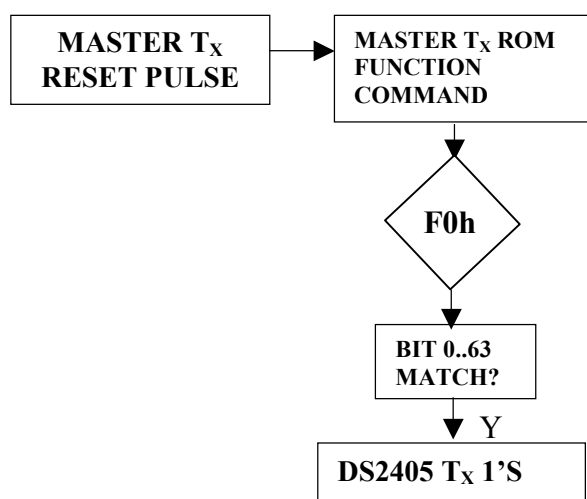 MASTER TX
RESET PULSE
MASTER TX ROM
FUNCTION
COMMAND
F0h
BIT 0..63
MATCH?
Y
DS2405 TX 1'S